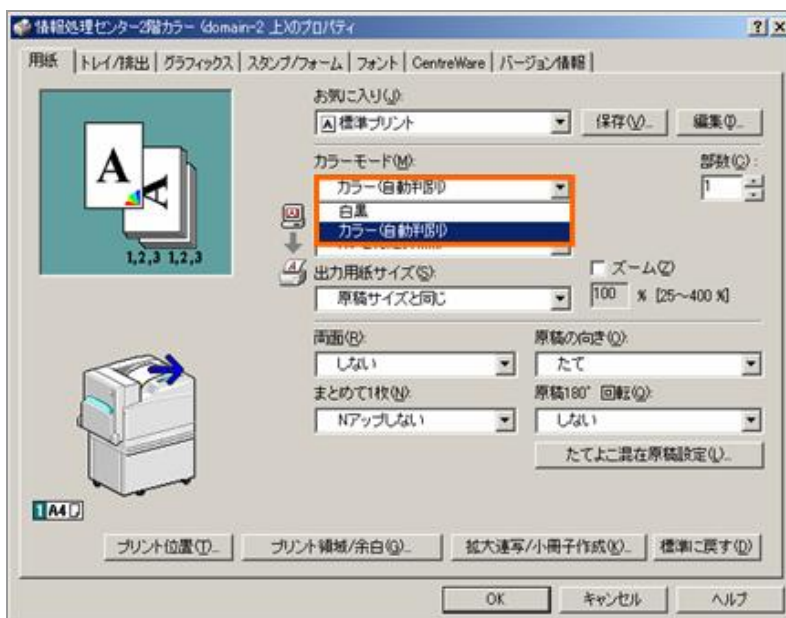 情報処理センター2階カラー (domain-2 上)のプロパティ
用紙 トレイ/排出 グラフィックス スタンプ/フォーム フォント CentreWare バージョン情報
お気に入り(J):
標準プリント 保存(V)... 編集(I)...
カラーモード(M): 部数(C):
カラー(自動判別) 1
白黒
カラー(自動判別)
A A
1,2,3 1,2,3
出力用紙サイズ(S): ズーム(Z)
原稿サイズと同じ 100 % [25～400 %]
両面(R): 原稿の向き(O):
しない たて
まとめて1枚(N): 原稿180° 回転(Q):
Nアップしない しない
たてよこ混在原稿設定(L)...
1 A4
プリント位置(T)... プリント領域/余白(G)... 拡大連写/小冊子作成(K)... 標準に戻す(D)
OK キャンセル ヘルプ